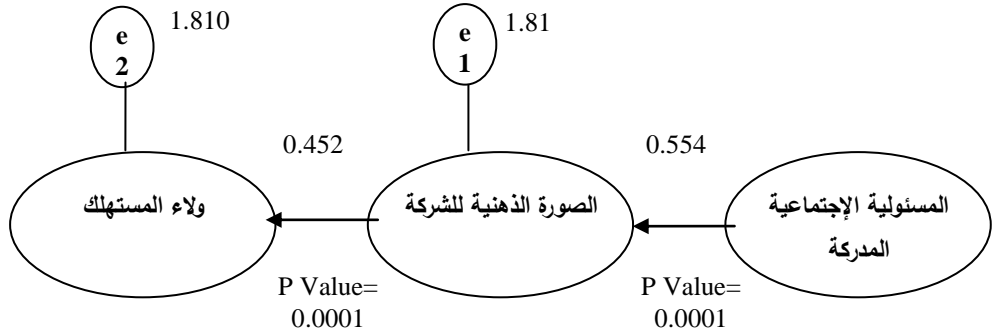 e
1
1.81
e
2
1.810
0.554
0.452
المسئولية الإجتماعية
المدركة
الصورة الذهنية للشركة
ولاء المستهلك
P Value=
0.0001
P Value=
0.0001